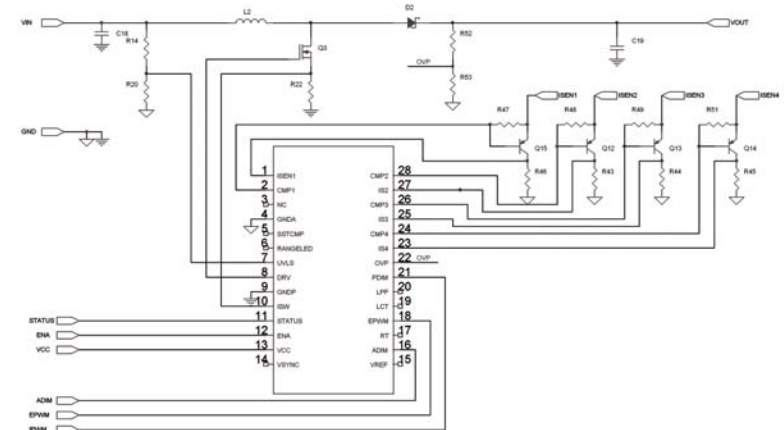 VIN
C18
R14
R20
L2
Q3
R22
D2
R52
OVP
R53
C19
VOUT
GND
ISEN1
ISEN2
ISEN3
ISEN4
R47
R48
R49
R51
Q15
Q12
Q13
Q14
R46
R43
R44
R45
1 ISEN1
2 CMP1
3 NC
4 GNDA
5 SSTCMP
6 RANGELED
7 UVLS
8 DRV
9 GNDP
10 ISW
11 STATUS
12 ENA
13 VCC
14 VSYNC
CMP2 28
IS2 27
CMP3 26
IS3 25
CMP4 24
IS4 23
OVP 22 OVP
PDIM 21
LPF 20
LCT 19
EPWM 18
RT 17
ADIM 16
VREF 15
STATUS
ENA
VCC
ADIM
EPWM
IPWM